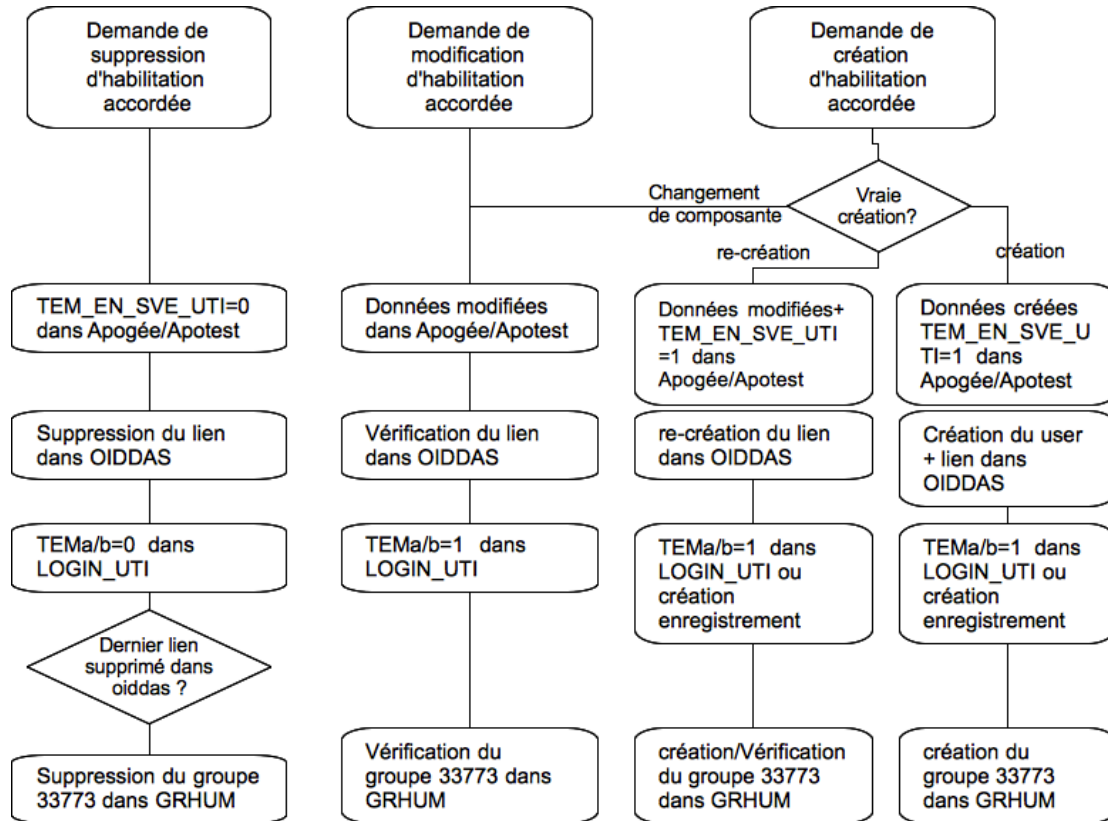 Demande de
suppression
d'habilitation
accordée
Demande de
modification
d'habilitation
accordée
Demande de
création
d'habilitation
accordée
Changement
de composante
Vraie
création?
re-création
création
TEM_EN_SVE_UTI=0
dans Apogée/Apotest
Données modifiées
dans Apogée/Apotest
Données modifiées+
TEM_EN_SVE_UTI
=1 dans
Apogée/Apotest
Données créées
TEM_EN_SVE_U
TI=1 dans
Apogée/Apotest
Suppression du lien
dans OIDDAS
Vérification du lien
dans OIDDAS
re-création du lien
dans OIDDAS
Création du user
+ lien dans
OIDDAS
TEMa/b=0 dans
LOGIN_UTI
TEMa/b=1 dans
LOGIN_UTI
TEMa/b=1 dans
LOGIN_UTI ou
création
enregistrement
TEMa/b=1 dans
LOGIN_UTI ou
création
enregistrement
Dernier lien
supprimé dans
oiddas ?
Suppression du groupe
33773 dans GRHUM
Vérification du
groupe 33773 dans
GRHUM
création/Vérification
du groupe 33773
dans GRHUM
création du
groupe 33773
dans GRHUM